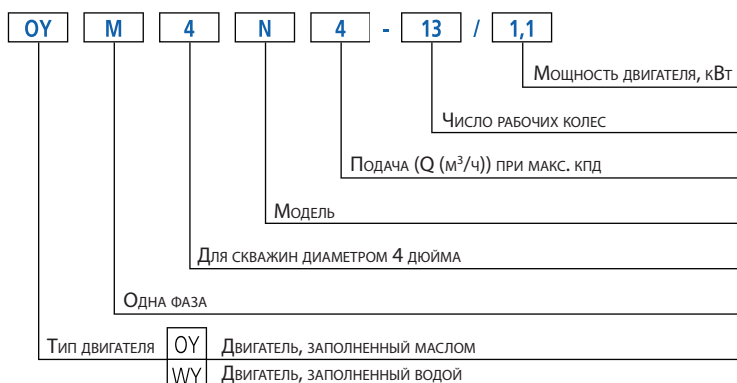 OY M 4 N 4 - 13 / 1,1
Мощность двигателя, кВт
Число рабочих колес
Подача (Q (м³/ч)) при макс. кпд
Модель
Для скважин диаметром 4 дюйма
Одна фаза
Тип двигателя OY Двигатель, заполненный маслом
WY Двигатель, заполненный водой